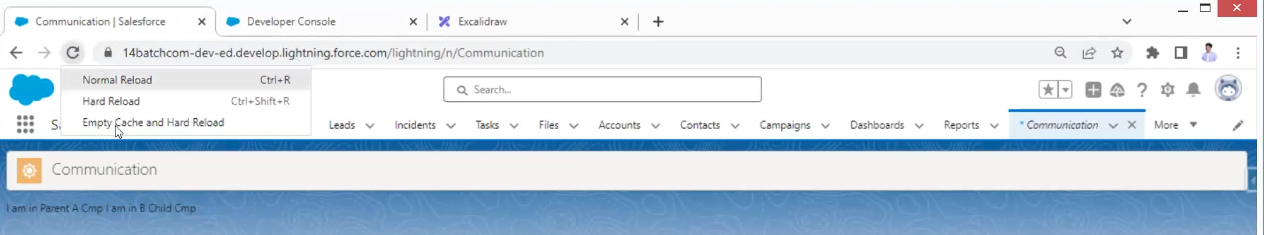 Communication | Salesforce
Developer Console
Excalidraw
14batchcom-dev-ed.develop.lightning.force.com/lightning/n/Communication
Normal Reload Ctrl+R
Hard Reload Ctrl+Shift+R
Empty Cache and Hard Reload
Search...
Leads Incidents Tasks Files Accounts Contacts Campaigns Dashboards Reports * Communication More
Communication
I am in Parent A Cmp I am in B Child Cmp